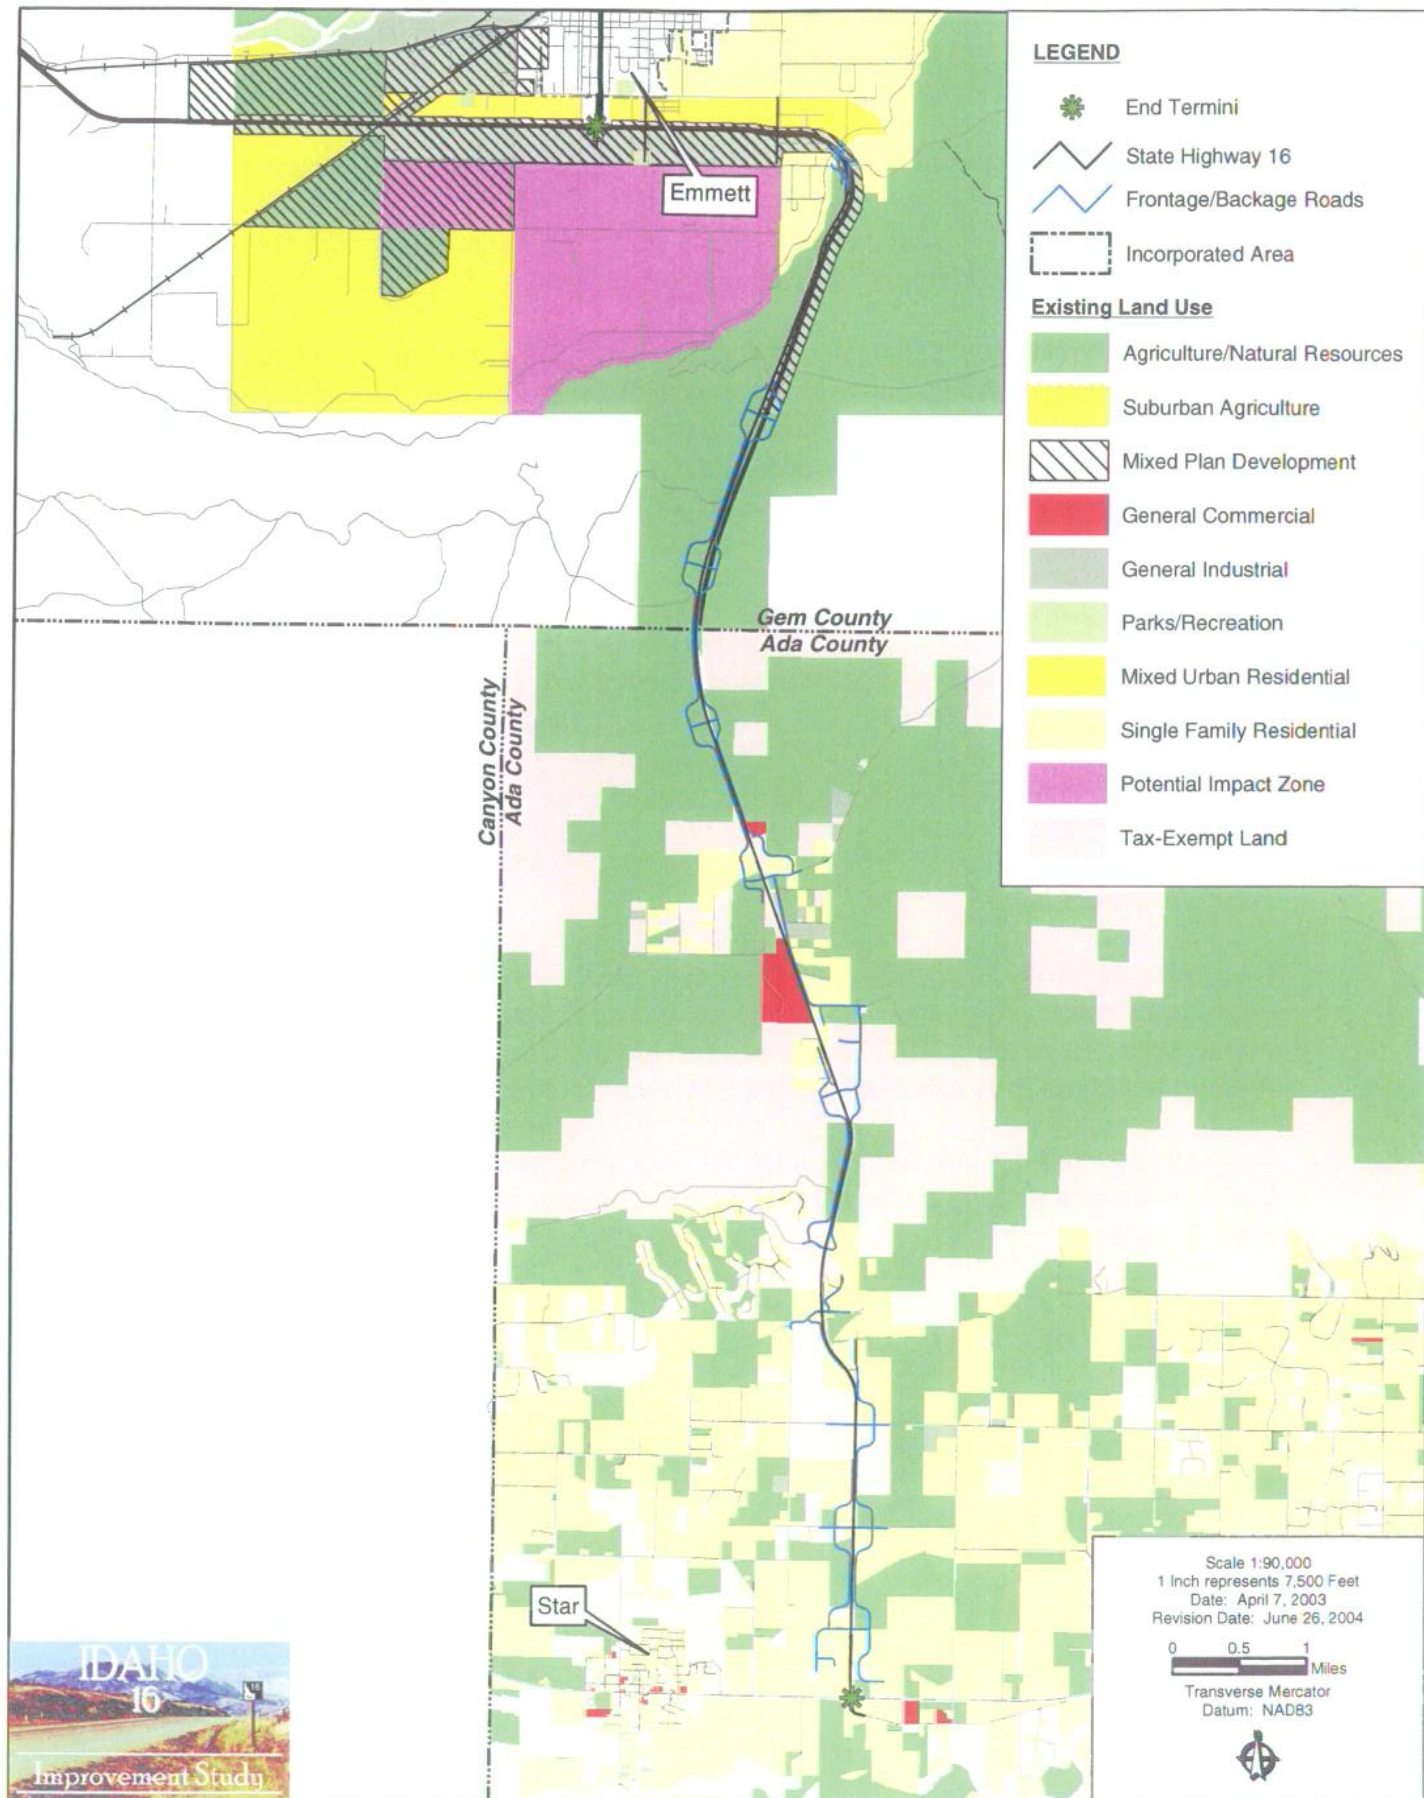 LEGEND
End Termini
State Highway 16
Frontage/Backage Roads
Incorporated Area
Existing Land Use
Agriculture/Natural Resources
Suburban Agriculture
Mixed Plan Development
General Commercial
General Industrial
Parks/Recreation
Mixed Urban Residential
Single Family Residential
Potential Impact Zone
Tax-Exempt Land
Emmett
Gem County
Ada County
Canyon County
Ada County
Star
Scale 1:90,000
1 Inch represents 7,500 Feet
Date: April 7, 2003
Revision Date: June 26, 2004
0 0.5 1
Miles
Transverse Mercator
Datum: NAD83
IDAHO
16
Improvement Study